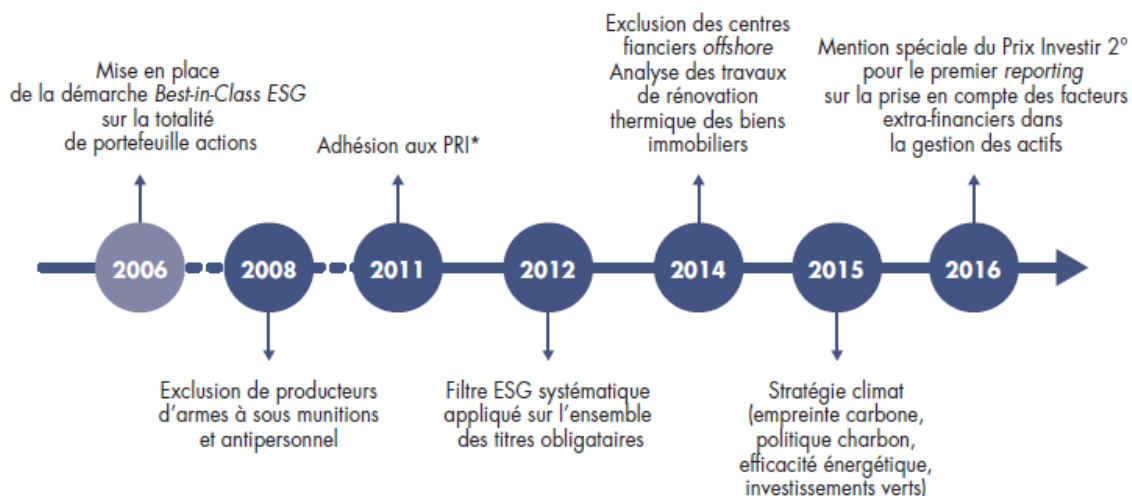 Mise en place
de la démarche Best-in-Class ESG
sur la totalité
de portefeuille actions
Adhésion aux PRI*
Exclusion des centres
fianciers offshore
Analyse des travaux
de rénovation
thermique des biens
immobiliers
Mention spéciale du Prix Investir 2°
pour le premier reporting
sur la prise en compte des facteurs
extra-financiers dans
la gestion des actifs
2006
2008
2011
2012
2014
2015
2016
Exclusion de producteurs
d'armes à sous munitions
et antipersonnel
Filtre ESG systématique
appliqué sur l'ensemble
des titres obligataires
Stratégie climat
(empreinte carbone,
politique charbon,
efficacité énergétique,
investissements verts)